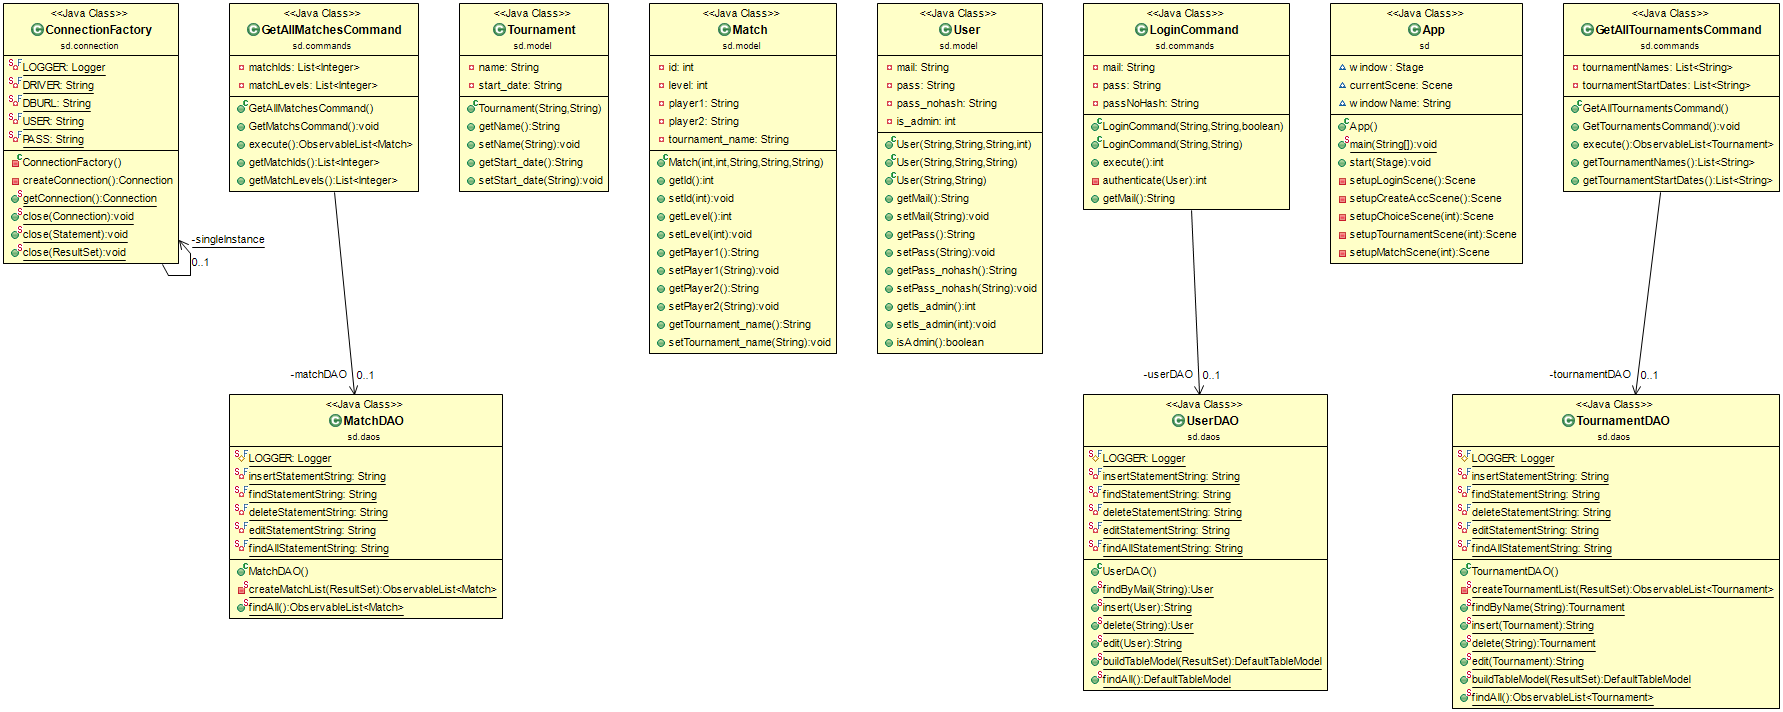 <<Java Class>>
ConnectionFactory
sd.connection
LOGGER: Logger
DRIVER: String
DBURL: String
USER: String
PASS: String
ConnectionFactory()
createConnection():Connection
getConnection():Connection
close(Connection):void
close(Statement):void
close(ResultSet):void
-singleInstance
0..1
<<Java Class>>
GetAllMatchesCommand
sd.commands
matchIds: List<Integer>
matchLevels: List<Integer>
GetAllMatchesCommand()
GetMatchsCommand():void
execute():ObservableList<Match>
getMatchIds():List<Integer>
getMatchLevels():List<Integer>
<<Java Class>>
Tournament
sd.model
name: String
start_date: String
Tournament(String,String)
getName():String
setName(String):void
getStart_date():String
setStart_date(String):void
<<Java Class>>
Match
sd.model
id: int
level: int
player1: String
player2: String
tournament_name: String
Match(int,int,String,String,String)
getId():int
setId(int):void
getLevel():int
setLevel(int):void
getPlayer1():String
setPlayer1(String):void
getPlayer2():String
setPlayer2(String):void
getTournament_name():String
setTournament_name(String):void
<<Java Class>>
User
sd.model
mail: String
pass: String
pass_nohash: String
is_admin: int
User(String,String,String,int)
User(String,String,String)
User(String,String)
getMail():String
setMail(String):void
getPass():String
setPass(String):void
getPass_nohash():String
setPass_nohash(String):void
getIs_admin():int
setIs_admin(int):void
isAdmin():boolean
<<Java Class>>
LoginCommand
sd.commands
mail: String
pass: String
passNoHash: String
LoginCommand(String,String,boolean)
LoginCommand(String,String)
execute():int
authenticate(User):int
getMail():String
<<Java Class>>
App
sd
window: Stage
currentScene: Scene
windowName: String
App()
main(String[]):void
start(Stage):void
setupLoginScene():Scene
setupCreateAccScene():Scene
setupChoiceScene(int):Scene
setupTournamentScene(int):Scene
setupMatchScene(int):Scene
<<Java Class>>
GetAllTournamentsCommand
sd.commands
tournamentNames: List<String>
tournamentStartDates: List<String>
GetAllTournamentsCommand()
GetTournamentsCommand():void
execute():ObservableList<Tournament>
getTournamentNames():List<String>
getTournamentStartDates():List<String>
-matchDAO
0..1
-userDAO
0..1
-tournamentDAO
0..1
<<Java Class>>
MatchDAO
sd.daos
LOGGER: Logger
insertStatementString: String
findStatementString: String
deleteStatementString: String
editStatementString: String
findAllStatementString: String
MatchDAO()
createMatchList(ResultSet):ObservableList<Match>
findAll():ObservableList<Match>
<<Java Class>>
UserDAO
sd.daos
LOGGER: Logger
insertStatementString: String
findStatementString: String
deleteStatementString: String
editStatementString: String
findAllStatementString: String
UserDAO()
findByMail(String):User
insert(User):String
delete(String):User
edit(User):String
buildTableModel(ResultSet):DefaultTableModel
findAll():DefaultTableModel
<<Java Class>>
TournamentDAO
sd.daos
LOGGER: Logger
insertStatementString: String
findStatementString: String
deleteStatementString: String
editStatementString: String
findAllStatementString: String
TournamentDAO()
createTournamentList(ResultSet):ObservableList<Tournament>
findByName(String):Tournament
insert(Tournament):String
delete(String):Tournament
edit(Tournament):String
buildTableModel(ResultSet):DefaultTableModel
findAll():ObservableList<Tournament>